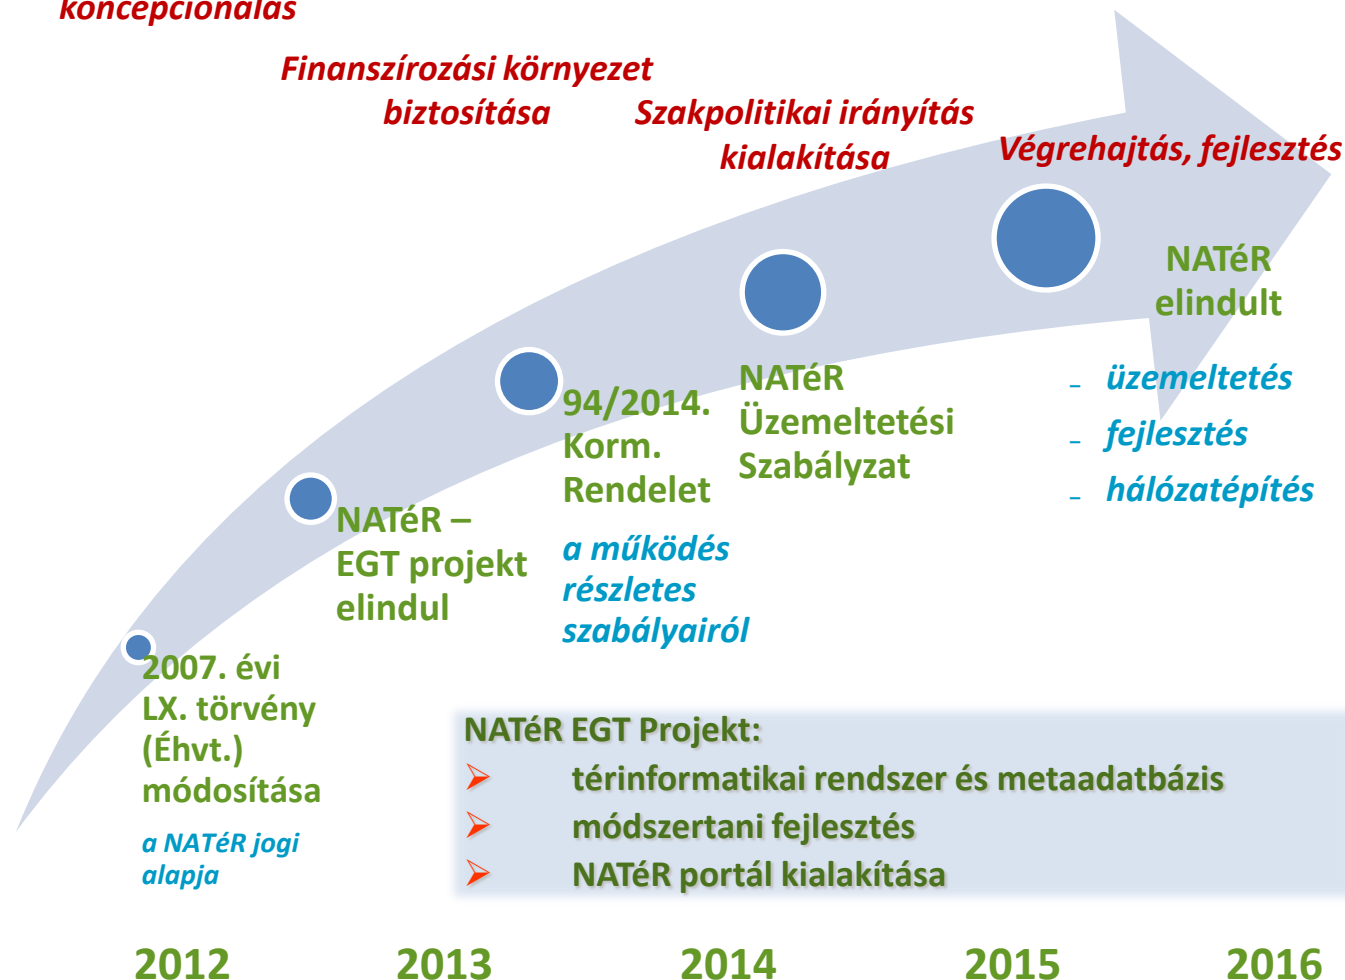 koncepcionálás
Finanszírozási környezet
biztosítása
Szakpolitikai irányítás
kialakítása
Végrehajtás, fejlesztés
NATéR
elindult
– üzemeltetés
– fejlesztés
– hálózatépítés
NATéR
Üzemeltetési
Szabályzat
94/2014.
Korm.
Rendelet
a működés
részletes
szabályairól
NATéR –
EGT projekt
elindul
2007. évi
LX. törvény
(Éhvt.)
módosítása
a NATéR jogi
alapja
NATéR EGT Projekt:
➢ térinformatikai rendszer és metaadatbázis
➢ módszertani fejlesztés
➢ NATéR portál kialakítása
2012 2013 2014 2015 2016